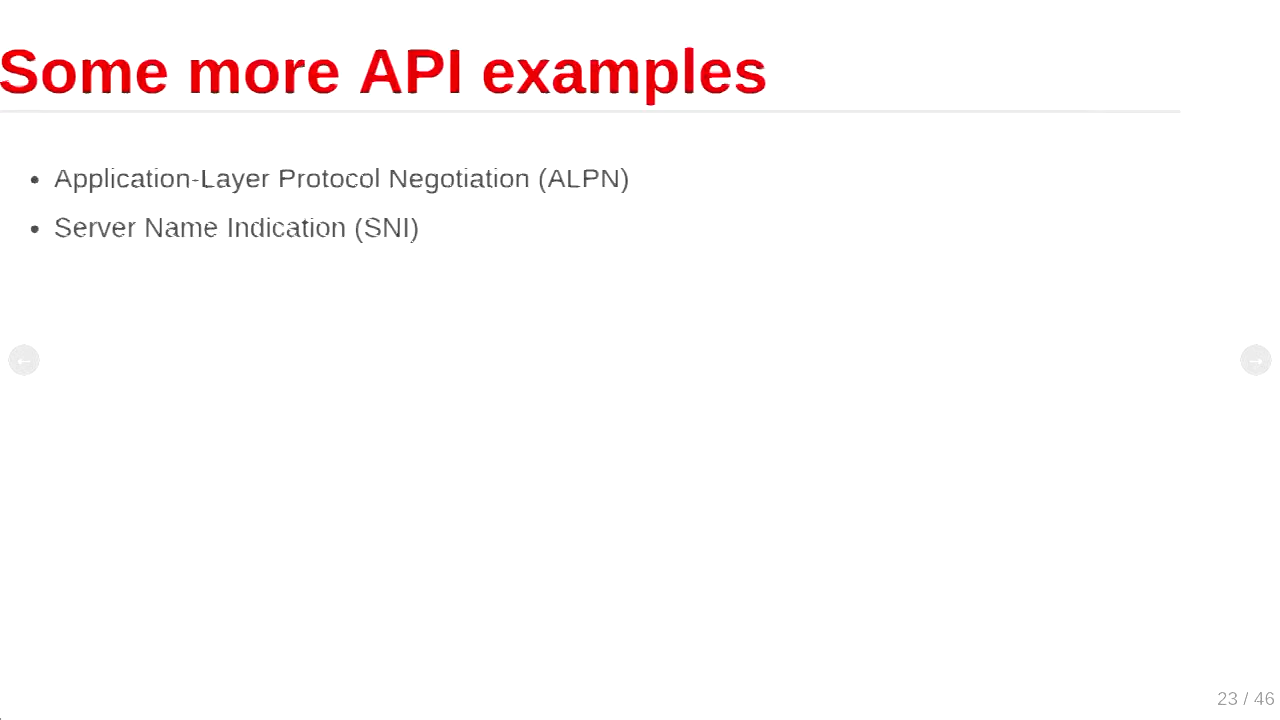 Some more API examples
• Application-Layer Protocol Negotiation (ALPN)
• Server Name Indication (SNI)
←
→
23 / 46